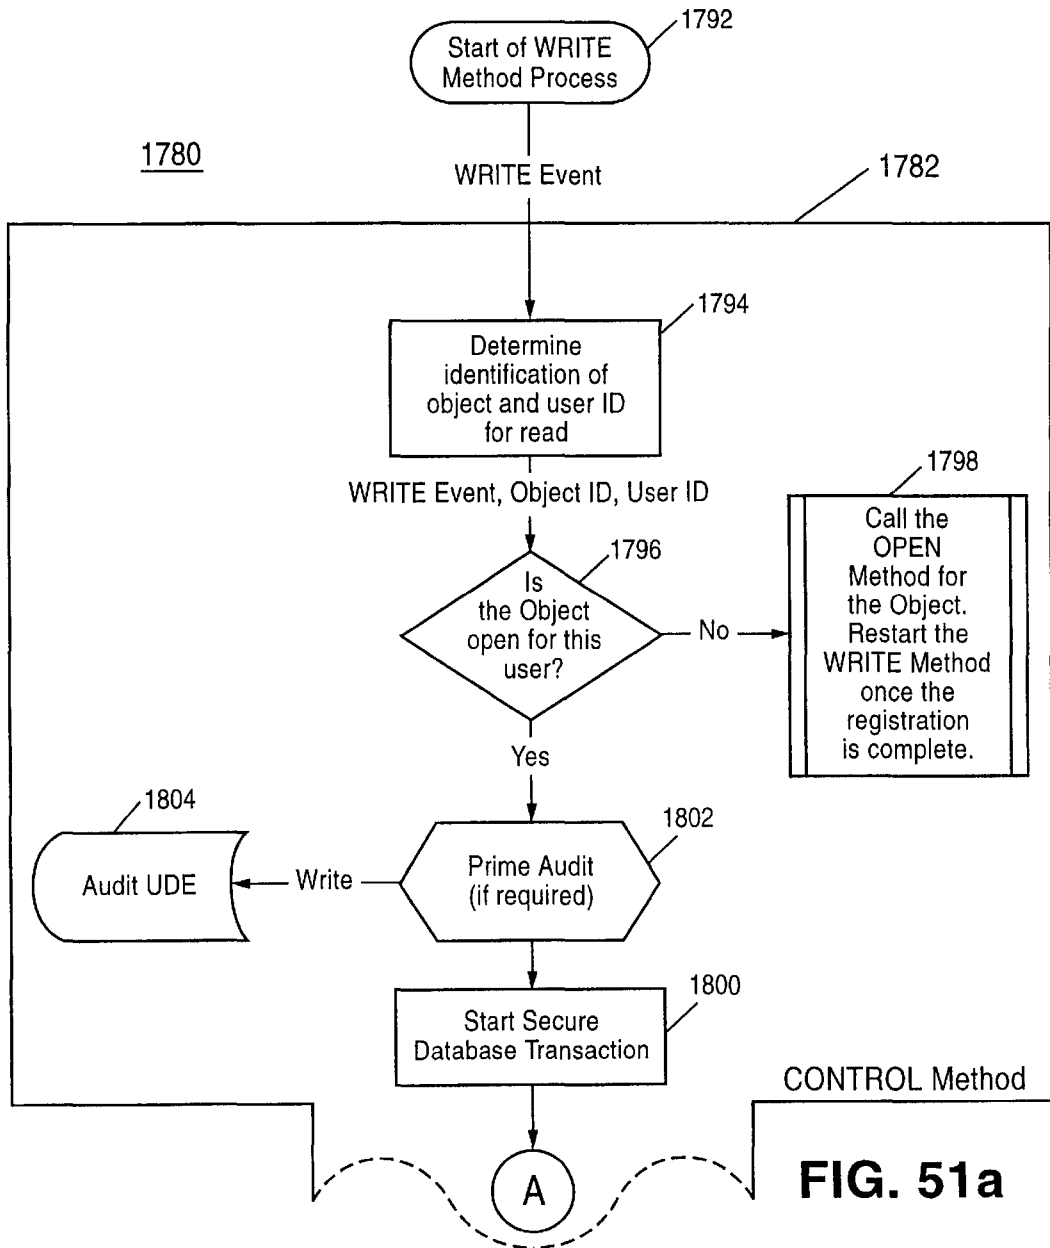 1792
Start of WRITE
Method Process
1780
WRITE Event
1782
1794
Determine
identification of
object and user ID
for read
WRITE Event, Object ID, User ID
1796
Is
the Object
open for this
user?
No
1798
Call the
OPEN
Method for
the Object.
Restart the
WRITE Method
once the
registration
is complete.
Yes
1804
Audit UDE
Write
1802
Prime Audit
(if required)
1800
Start Secure
Database Transaction
CONTROL Method
A
FIG. 51a